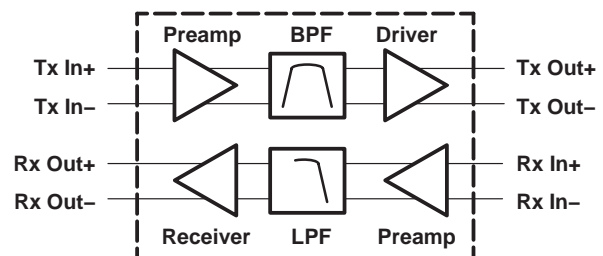 Preamp BPF Driver
Tx In+ Tx Out+
Tx In− Tx Out−
Rx Out+ Rx In+
Rx Out− Rx In−
Receiver LPF Preamp